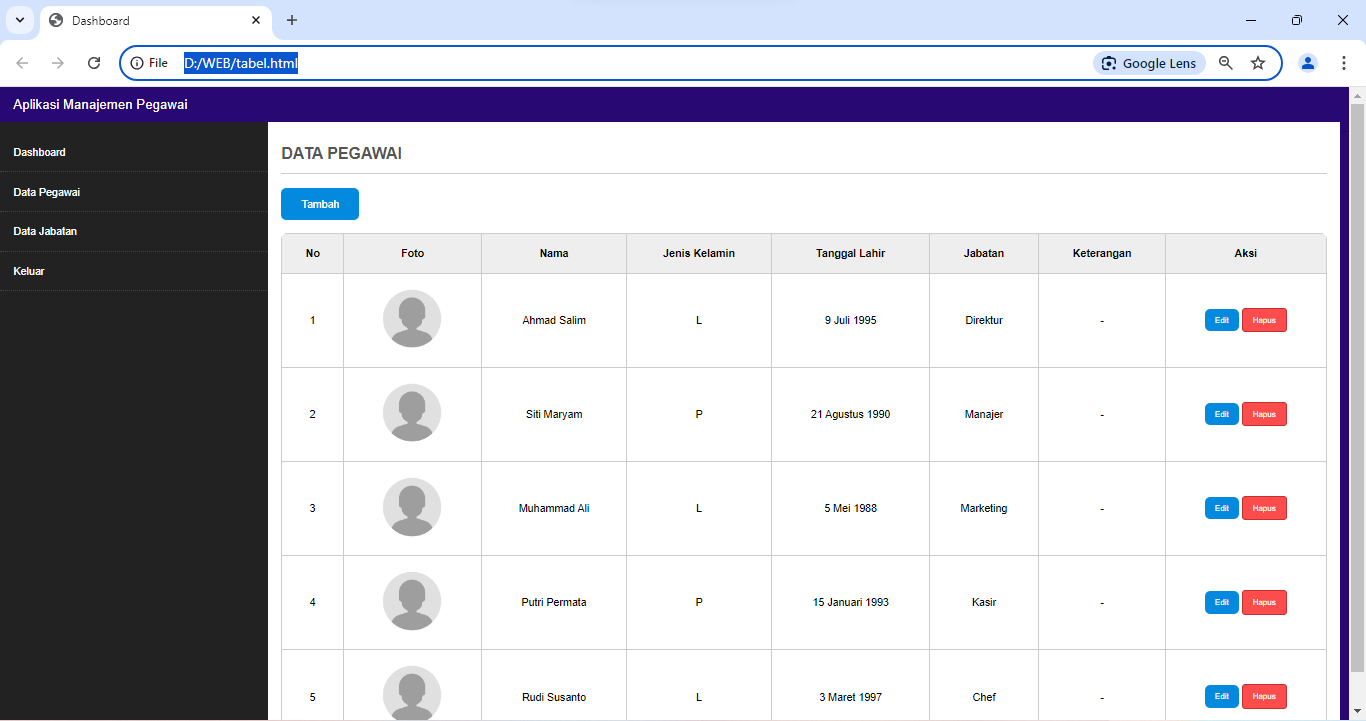 Dashboard
File D:/WEB/tabel.html Google Lens
Aplikasi Manajemen Pegawai
Dashboard
Data Pegawai
Data Jabatan
Keluar
DATA PEGAWAI
Tambah
No Foto Nama Jenis Kelamin Tanggal Lahir Jabatan Keterangan Aksi
1 Ahmad Salim L 9 Juli 1995 Direktur - Edit Hapus
2 Siti Maryam P 21 Agustus 1990 Manajer - Edit Hapus
3 Muhammad Ali L 5 Mei 1988 Marketing - Edit Hapus
4 Putri Permata P 15 Januari 1993 Kasir - Edit Hapus
5 Rudi Susanto L 3 Maret 1997 Chef - Edit Hapus